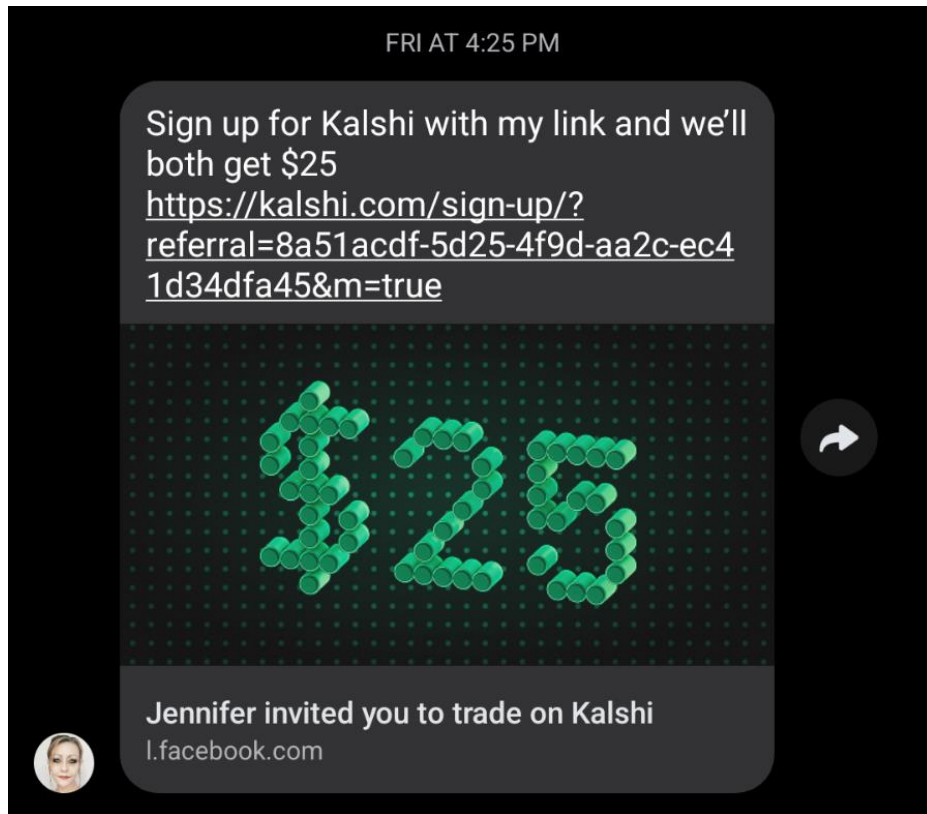 FRI AT 4:25 PM
Sign up for Kalshi with my link and we’ll
both get $25
https://kalshi.com/sign-up/?
referral=8a51acdf-5d25-4f9d-aa2c-ec4
1d34dfa45&m=true
$25
Jennifer invited you to trade on Kalshi
l.facebook.com